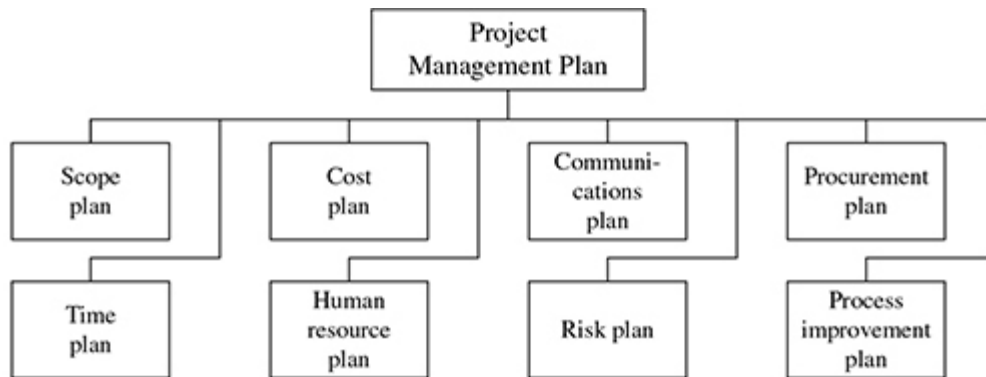 Project
Management Plan
Scope
plan
Cost
plan
Communi-
cations
plan
Procurement
plan
Time
plan
Human
resource
plan
Risk plan
Process
improvement
plan